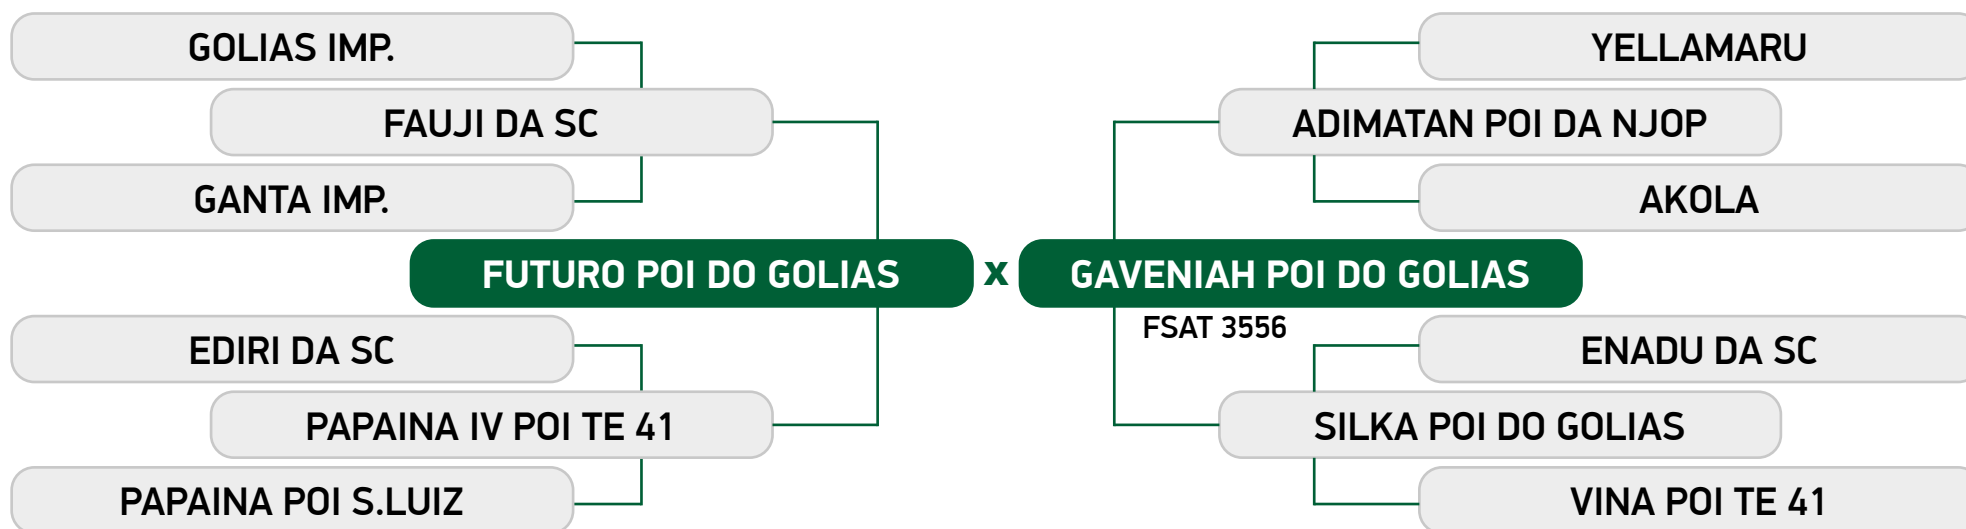 GOLIAS IMP.
YELLAMARU
FAUJI DA SC
ADIMATAN POI DA NJOP
GANTA IMP.
AKOLA
FUTURO POI DO GOLIAS x GAVENIAH POI DO GOLIAS
FSAT 3556
EDIRI DA SC
ENADU DA SC
PAPAINA IV POI TE 41
SILKA POI DO GOLIAS
PAPAINA POI S.LUIZ
VINA POI TE 41